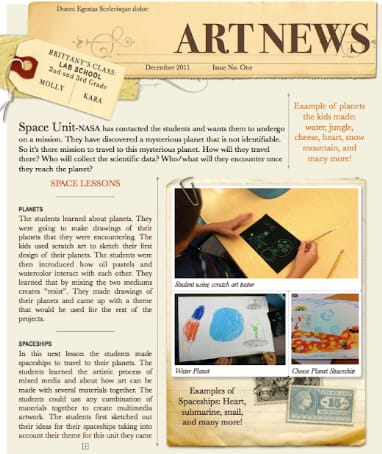 Donec Egestas Scelerisque dolor:
ART NEWS
December 2011
Issue No. One
BRITTANY'S CLASS:
LAB SCHOOL
2nd and 3rd Grade
MOLLY
KARA
Space Unit-NASA has contacted the students and wants them to undergo
on a mission. They have discovered a mysterious planet that is not identifiable.
So it's there mission to travel to this mysterious planet. How will they travel
there? Who will collect the scientific data? Who/what will they encounter once
they reach the planet?
Example of planets
the kids made:
water, jungle,
cheese, heart, snow
mountain, and
many more!
SPACE LESSONS
PLANETS
The students learned about planets. They
were going to make drawings of their
planets that they were encountering. The
kids used scratch art to sketch their first
design of their planets. The students were
then introduced how oil pastels and
watercolor interact with each other. They
learned that by mixing the two mediums
creates "resist". They made drawings
of their planets and came up with a theme
that would be used for the rest of the
projects.
SPACESHIPS
In this next lesson the students made
spaceships to travel to their planets. The
students learned the artistic process of
mixed media and about how art can be
made with several materials together. The
students could use any combination of
materials together to create multimedia
artwork. The students first sketched out
their ideas for their spaceships taking into
account their theme for this unit they came
Student using scratch art
Water Planet
Cheese Planet Spaceship
Examples of
Spaceships: Heart,
submarine, snail,
and many more!